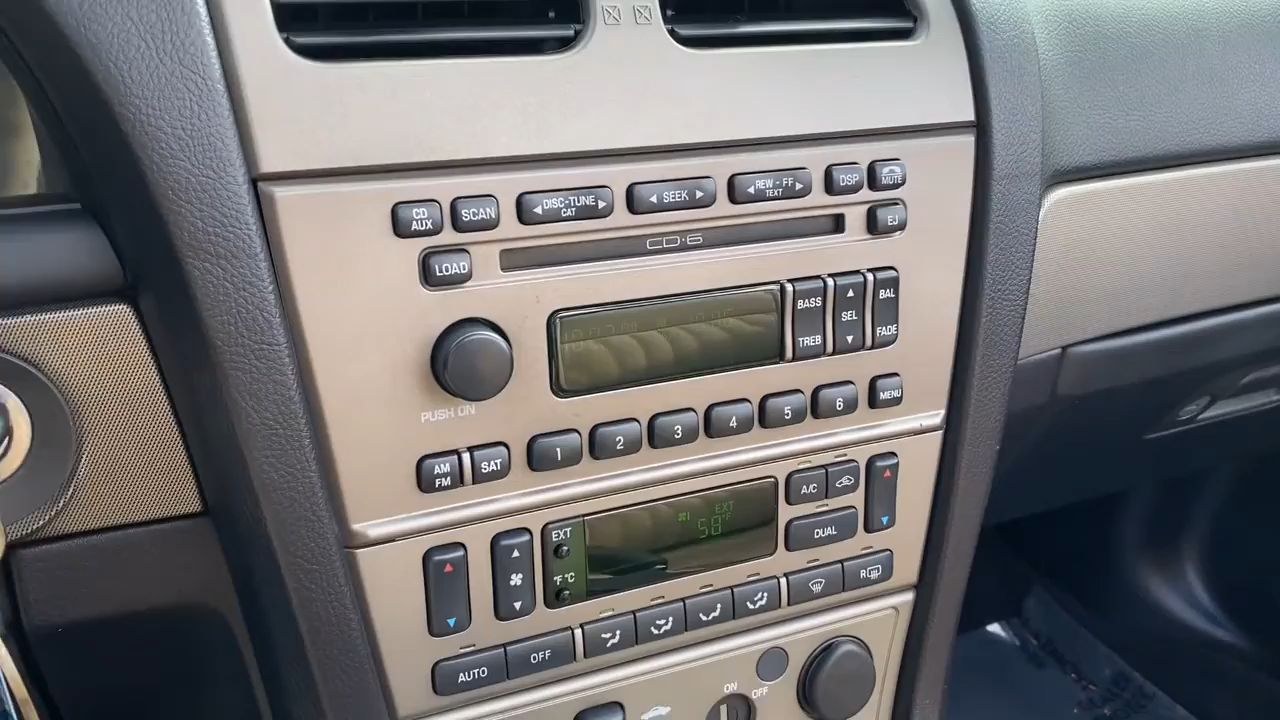 CD AUX
SCAN
DISC-TUNE CAT
SEEK
REW - FF TEXT
DSP
MUTE
LOAD
CD·6
EJ
BASS
TREB
SEL
BAL
FADE
PUSH ON
AM FM
SAT
1
2
3
4
5
6
MENU
EXT
°F °C
EXT
58°F
A/C
DUAL
AUTO
OFF
R
ON
OFF